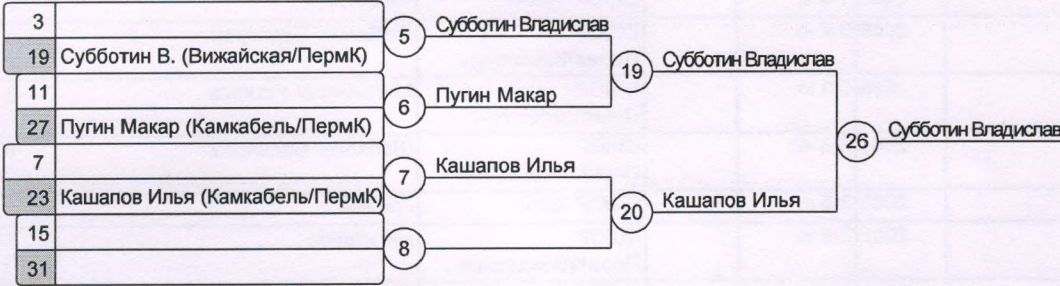 3
19 Субботин В. (Вижайская/ПермК)
5 Субботин Владислав
11
27 Пугин Макар (Камкабель/ПермК)
6 Пугин Макар
19 Субботин Владислав
7
23 Кашапов Илья (Камкабель/ПермК)
7 Кашапов Илья
15
31
8
20 Кашапов Илья
26 Субботин Владислав